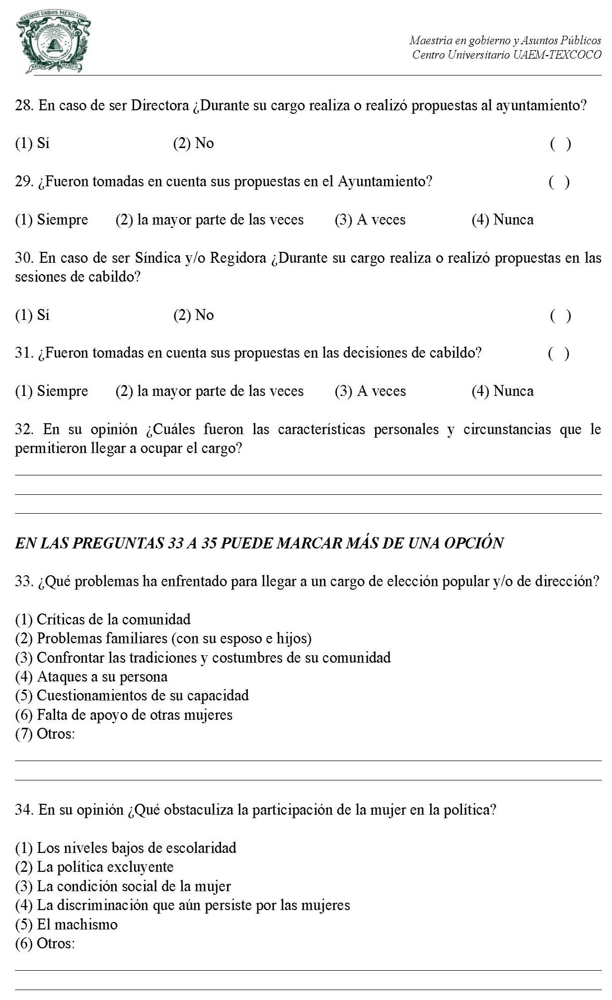 ESTADOS UNIDOS MEXICANOS
UNIVERSIDAD AUTONOMA
ESTADO MEXICO
Maestría en gobierno y Asuntos Públicos
Centro Universitario UAEM-TEXCOCO
28. En caso de ser Directora ¿Durante su cargo realiza o realizó propuestas al ayuntamiento?
(1) Sí (2) No ( )
29. ¿Fueron tomadas en cuenta sus propuestas en el Ayuntamiento? ( )
(1) Siempre (2) la mayor parte de las veces (3) A veces (4) Nunca
30. En caso de ser Síndica y/o Regidora ¿Durante su cargo realiza o realizó propuestas en las
sesiones de cabildo?
(1) Sí (2) No ( )
31. ¿Fueron tomadas en cuenta sus propuestas en las decisiones de cabildo? ( )
(1) Siempre (2) la mayor parte de las veces (3) A veces (4) Nunca
32. En su opinión ¿Cuáles fueron las características personales y circunstancias que le
permitieron llegar a ocupar el cargo?
EN LAS PREGUNTAS 33 A 35 PUEDE MARCAR MÁS DE UNA OPCIÓN
33. ¿Qué problemas ha enfrentado para llegar a un cargo de elección popular y/o de dirección?
(1) Críticas de la comunidad
(2) Problemas familiares (con su esposo e hijos)
(3) Confrontar las tradiciones y costumbres de su comunidad
(4) Ataques a su persona
(5) Cuestionamientos de su capacidad
(6) Falta de apoyo de otras mujeres
(7) Otros:
34. En su opinión ¿Qué obstaculiza la participación de la mujer en la política?
(1) Los niveles bajos de escolaridad
(2) La política excluyente
(3) La condición social de la mujer
(4) La discriminación que aún persiste por las mujeres
(5) El machismo
(6) Otros: